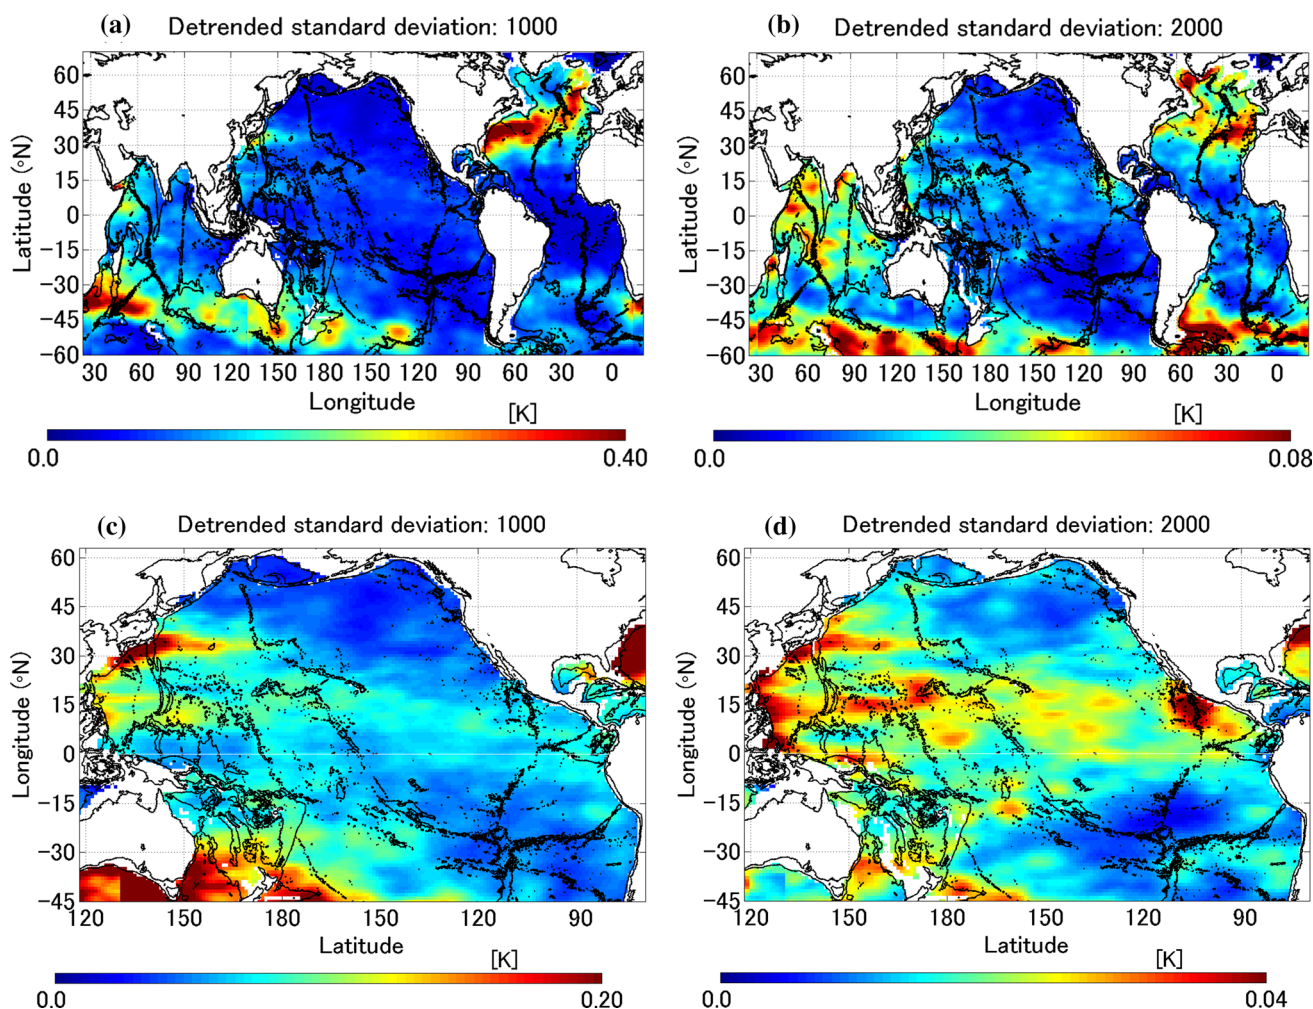 (a) Detrended standard deviation: 1000
60
45
30
15
0
−15
−30
−45
−60
Latitude (°N)
30 60 90 120 150 180 150 120 90 60 30 0
Longitude
[K]
0.0 0.40
(b) Detrended standard deviation: 2000
60
45
30
15
0
−15
−30
−45
−60
Latitude (°N)
30 60 90 120 150 180 150 120 90 60 30 0
Longitude
[K]
0.0 0.08
(c) Detrended standard deviation: 1000
60
45
30
15
0
−15
−30
−45
Longitude (°N)
120 150 180 150 120 90
Latitude
[K]
0.0 0.20
(d) Detrended standard deviation: 2000
60
45
30
15
0
−15
−30
−45
Longitude (°N)
120 150 180 150 120 90
Latitude
[K]
0.0 0.04